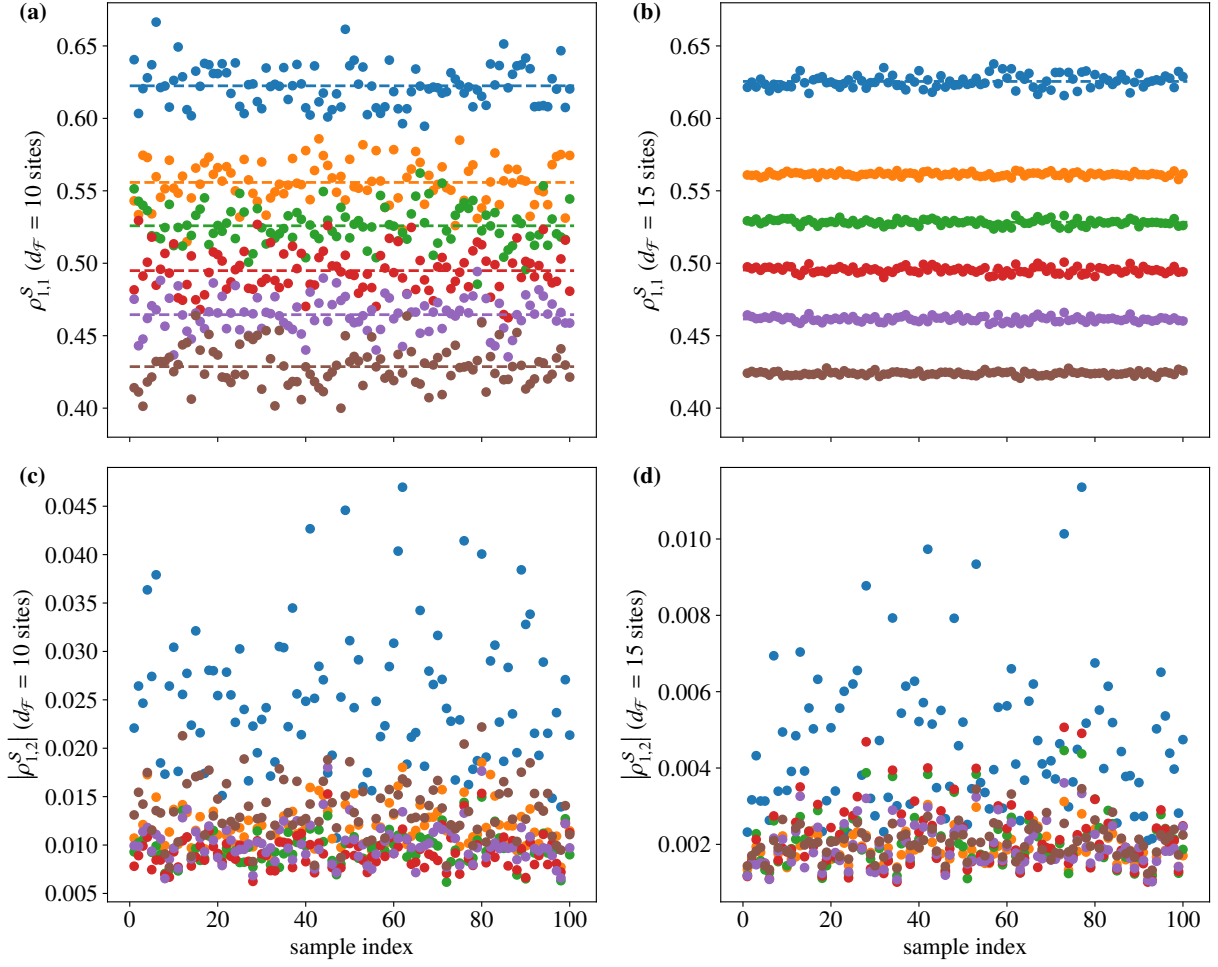 (a)
(b)
0.65
0.60
0.55
0.50
0.45
0.40
ρ^S_{1,1} (d_ℱ = 10 sites)
0.65
0.60
0.55
0.50
0.45
0.40
ρ^S_{1,1} (d_ℱ = 15 sites)
(c)
(d)
0.045
0.040
0.035
0.030
0.025
0.020
0.015
0.010
0.005
|ρ^S_{1,2}| (d_ℱ = 10 sites)
0.010
0.008
0.006
0.004
0.002
|ρ^S_{1,2}| (d_ℱ = 15 sites)
0 20 40 60 80 100
sample index
0 20 40 60 80 100
sample index